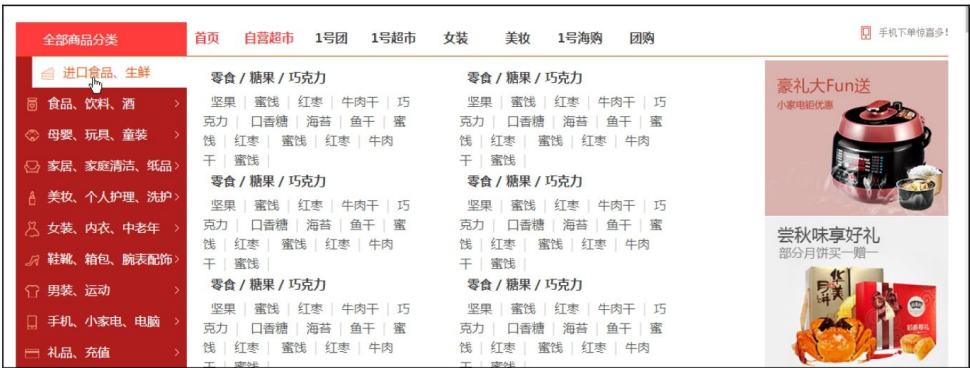 全部商品分类
首页 自营超市 1号团 1号超市 女装 美妆 1号海购 团购
手机下单惊喜多!
进口食品、生鲜
食品、饮料、酒 >
母婴、玩具、童装 >
家居、家庭清洁、纸品 >
美妆、个人护理、洗护 >
女装、内衣、中老年 >
鞋靴、箱包、腕表配饰 >
男装、运动 >
手机、小家电、电脑 >
礼品、充值 >
零食 / 糖果 / 巧克力
坚果 | 蜜饯 | 红枣 | 牛肉干 | 巧
克力 | 口香糖 | 海苔 | 鱼干 | 蜜
饯 | 红枣 | 蜜饯 | 红枣 | 牛肉
干 | 蜜饯 |
零食 / 糖果 / 巧克力
坚果 | 蜜饯 | 红枣 | 牛肉干 | 巧
克力 | 口香糖 | 海苔 | 鱼干 | 蜜
饯 | 红枣 | 蜜饯 | 红枣 | 牛肉
干 | 蜜饯 |
零食 / 糖果 / 巧克力
坚果 | 蜜饯 | 红枣 | 牛肉干 | 巧
克力 | 口香糖 | 海苔 | 鱼干 | 蜜
饯 | 红枣 | 蜜饯 | 红枣 | 牛肉
干 | 蜜饯 |
零食 / 糖果 / 巧克力
坚果 | 蜜饯 | 红枣 | 牛肉干 | 巧
克力 | 口香糖 | 海苔 | 鱼干 | 蜜
饯 | 红枣 | 蜜饯 | 红枣 | 牛肉
干 | 蜜饯 |
零食 / 糖果 / 巧克力
坚果 | 蜜饯 | 红枣 | 牛肉干 | 巧
克力 | 口香糖 | 海苔 | 鱼干 | 蜜
饯 | 红枣 | 蜜饯 | 红枣 | 牛肉
干 | 蜜饯 |
零食 / 糖果 / 巧克力
坚果 | 蜜饯 | 红枣 | 牛肉干 | 巧
克力 | 口香糖 | 海苔 | 鱼干 | 蜜
饯 | 红枣 | 蜜饯 | 红枣 | 牛肉
干 | 蜜饯 |
豪礼大Fun送
小家电钜优惠
尝秋味享好礼
部分月饼买一赠一
华美
月饼